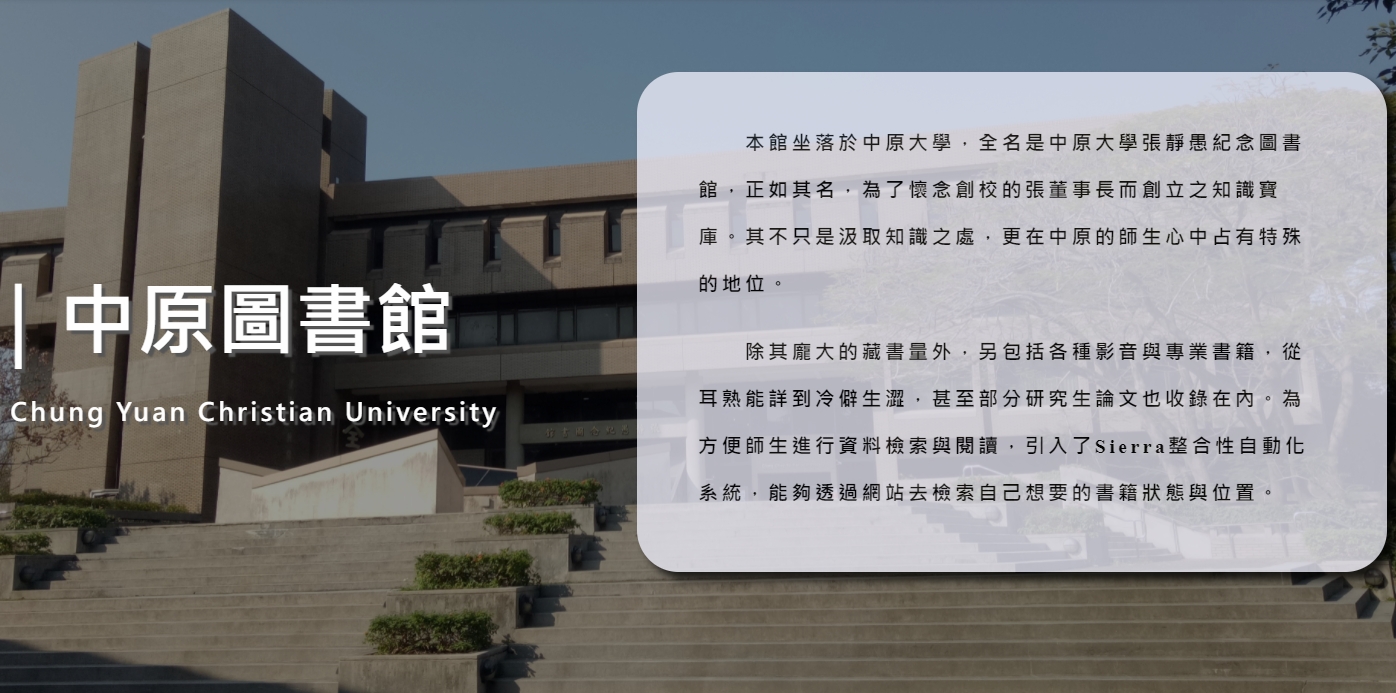 中原圖書館
Chung Yuan Christian University
本館坐落於中原大學，全名是中原大學張靜愚紀念圖書
館，正如其名，為了懷念創校的張董事長而創立之知識寶
庫。其不只是汲取知識之處，更在中原的師生心中占有特殊
的地位。
除其龐大的藏書量外，另包括各種影音與專業書籍，從
耳熟能詳到冷僻生澀，甚至部分研究生論文也收錄在內。為
方便師生進行資料檢索與閱讀，引入了Sierra整合性自動化
系統，能夠透過網站去檢索自己想要的書籍狀態與位置。